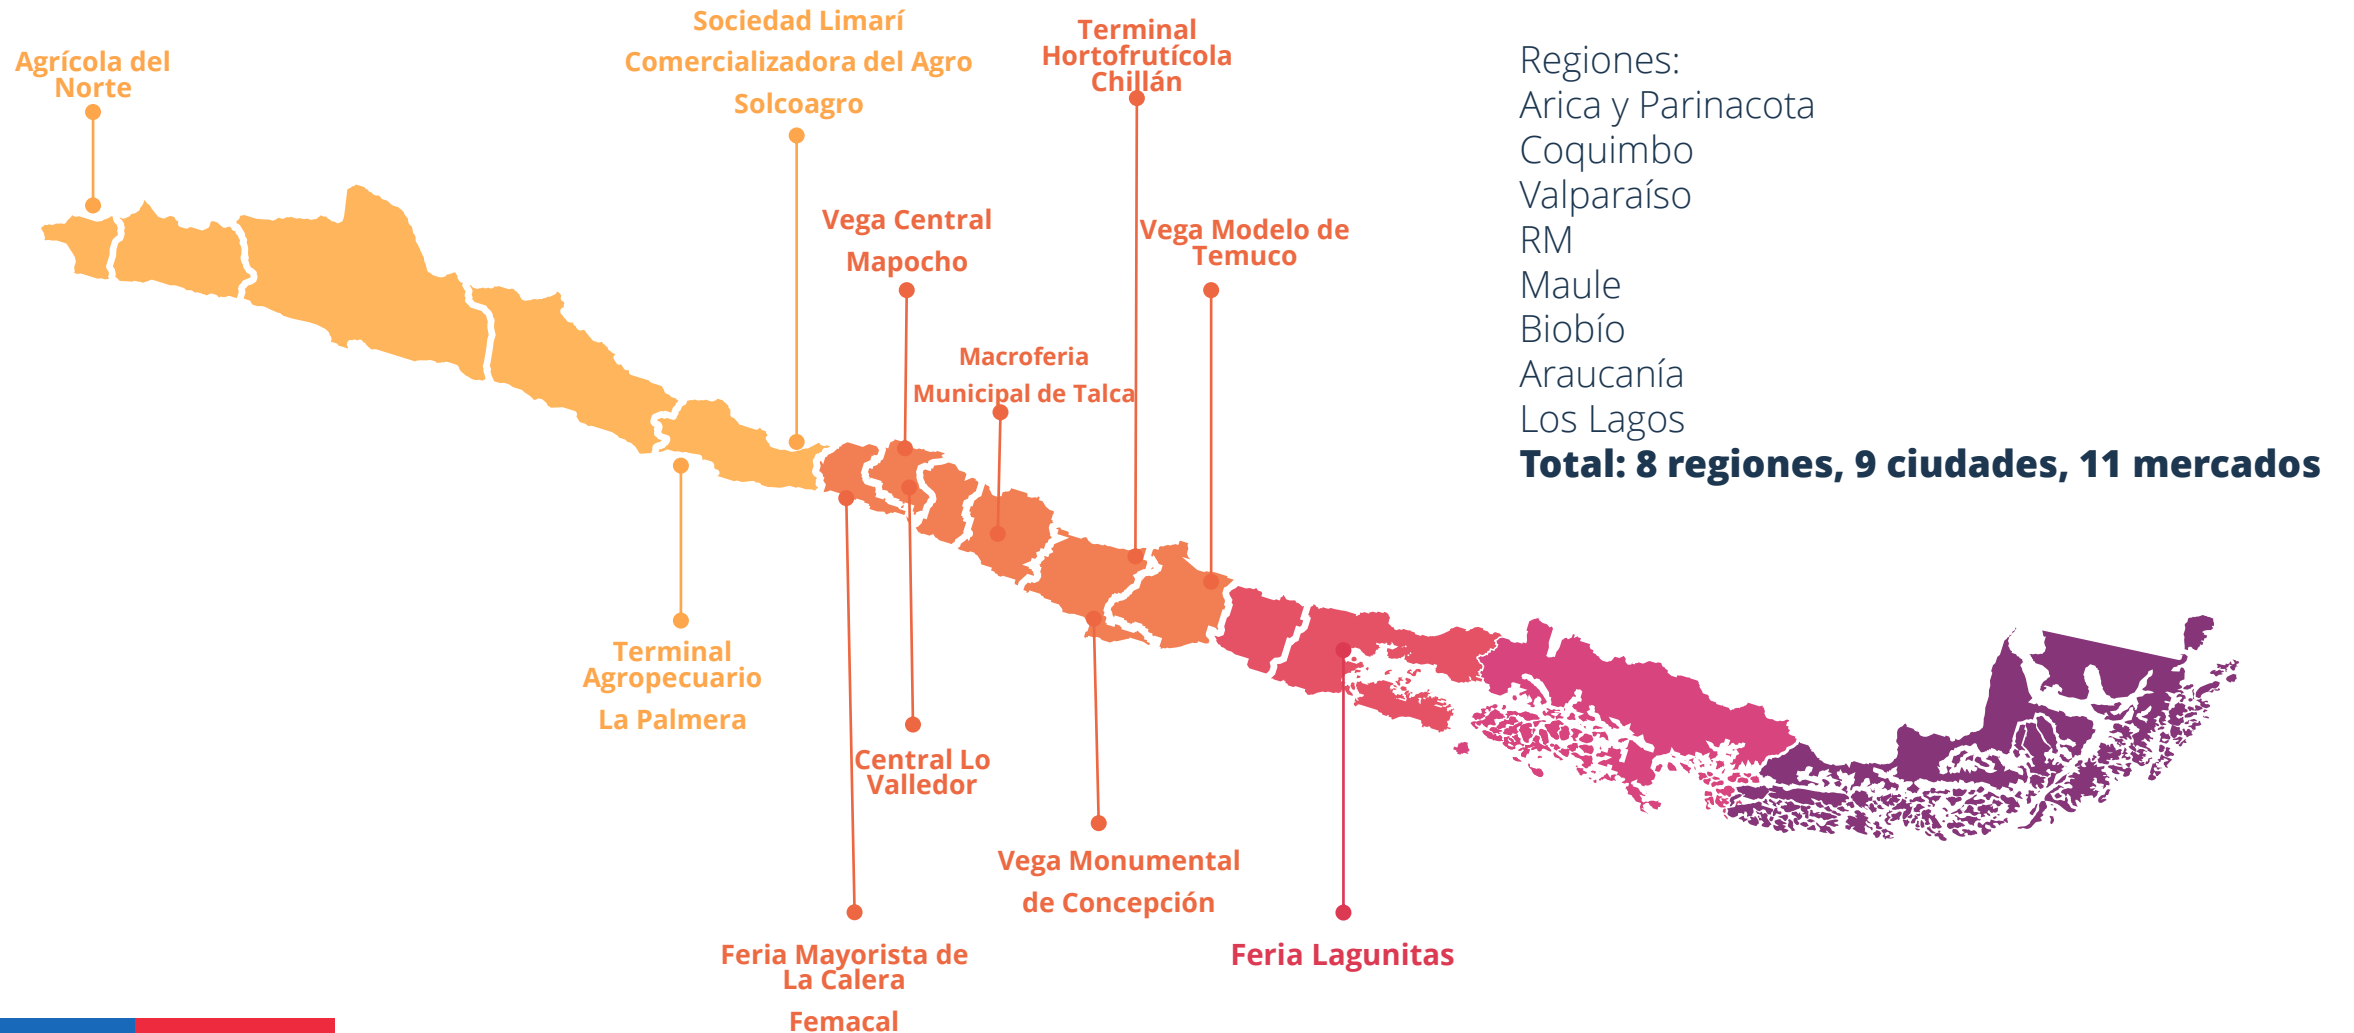 Agrícola del
Norte
Sociedad Limarí
Comercializadora del Agro
Solcoagro
Terminal
Hortofrutícola
Chillán
Vega Central
Mapocho
Vega Modelo de
Temuco
Macroferia
Municipal de Talca
Terminal
Agropecuario
La Palmera
Central Lo
Valledor
Vega Monumental
de Concepción
Feria Mayorista de
La Calera
Femacal
Feria Lagunitas
Regiones:
Arica y Parinacota
Coquimbo
Valparaíso
RM
Maule
Biobío
Araucanía
Los Lagos
Total: 8 regiones, 9 ciudades, 11 mercados